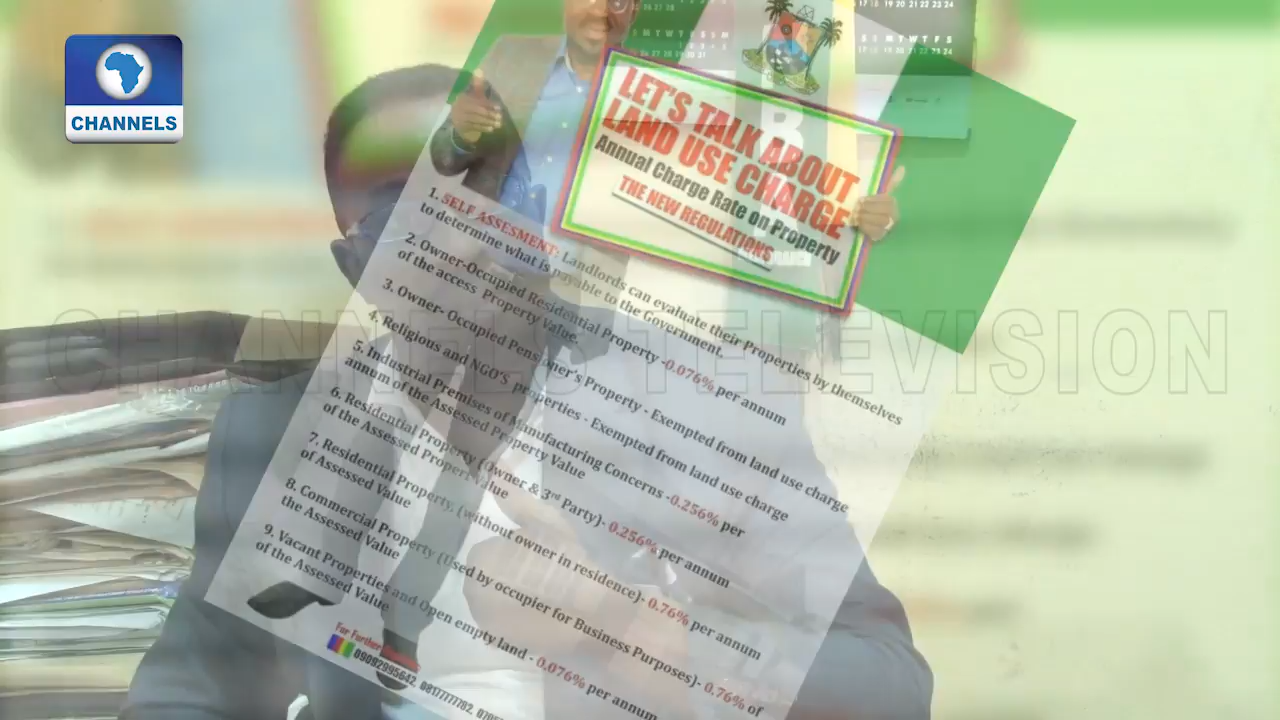 CHANNELS
LET'S TALK ABOUT
LAND USE CHARGE
Annual Charge Rate on Property
THE NEW REGULATIONS
CHANNELS TELEVISION
1. SELF ASSESMENT: Landlords can evaluate their Properties by themselves
to determine what is payable to the Government.
2. Owner-Occupied Residential Property -0.076% per annum
of the access Property Value.
3. Owner- Occupied Pensioner's Property - Exempted from land use charge
4. Religious and NGO'S properties - Exempted from land use charge
5. Industrial Premises of Manufacturing Concerns -0.256% per
annum of the Assessed Property Value
6. Residential Property (Owner & 3rd Party)- 0.256% per annum
of the Assessed Property Value
7. Residential Property (without owner in residence)- 0.76% per annum
of Assessed Value
8. Commercial Property (Used by occupier for Business Purposes)- 0.76% of
the Assessed Value
9. Vacant Properties and Open empty land - 0.076% per annum
of the Assessed Value
For Further
09092995642,